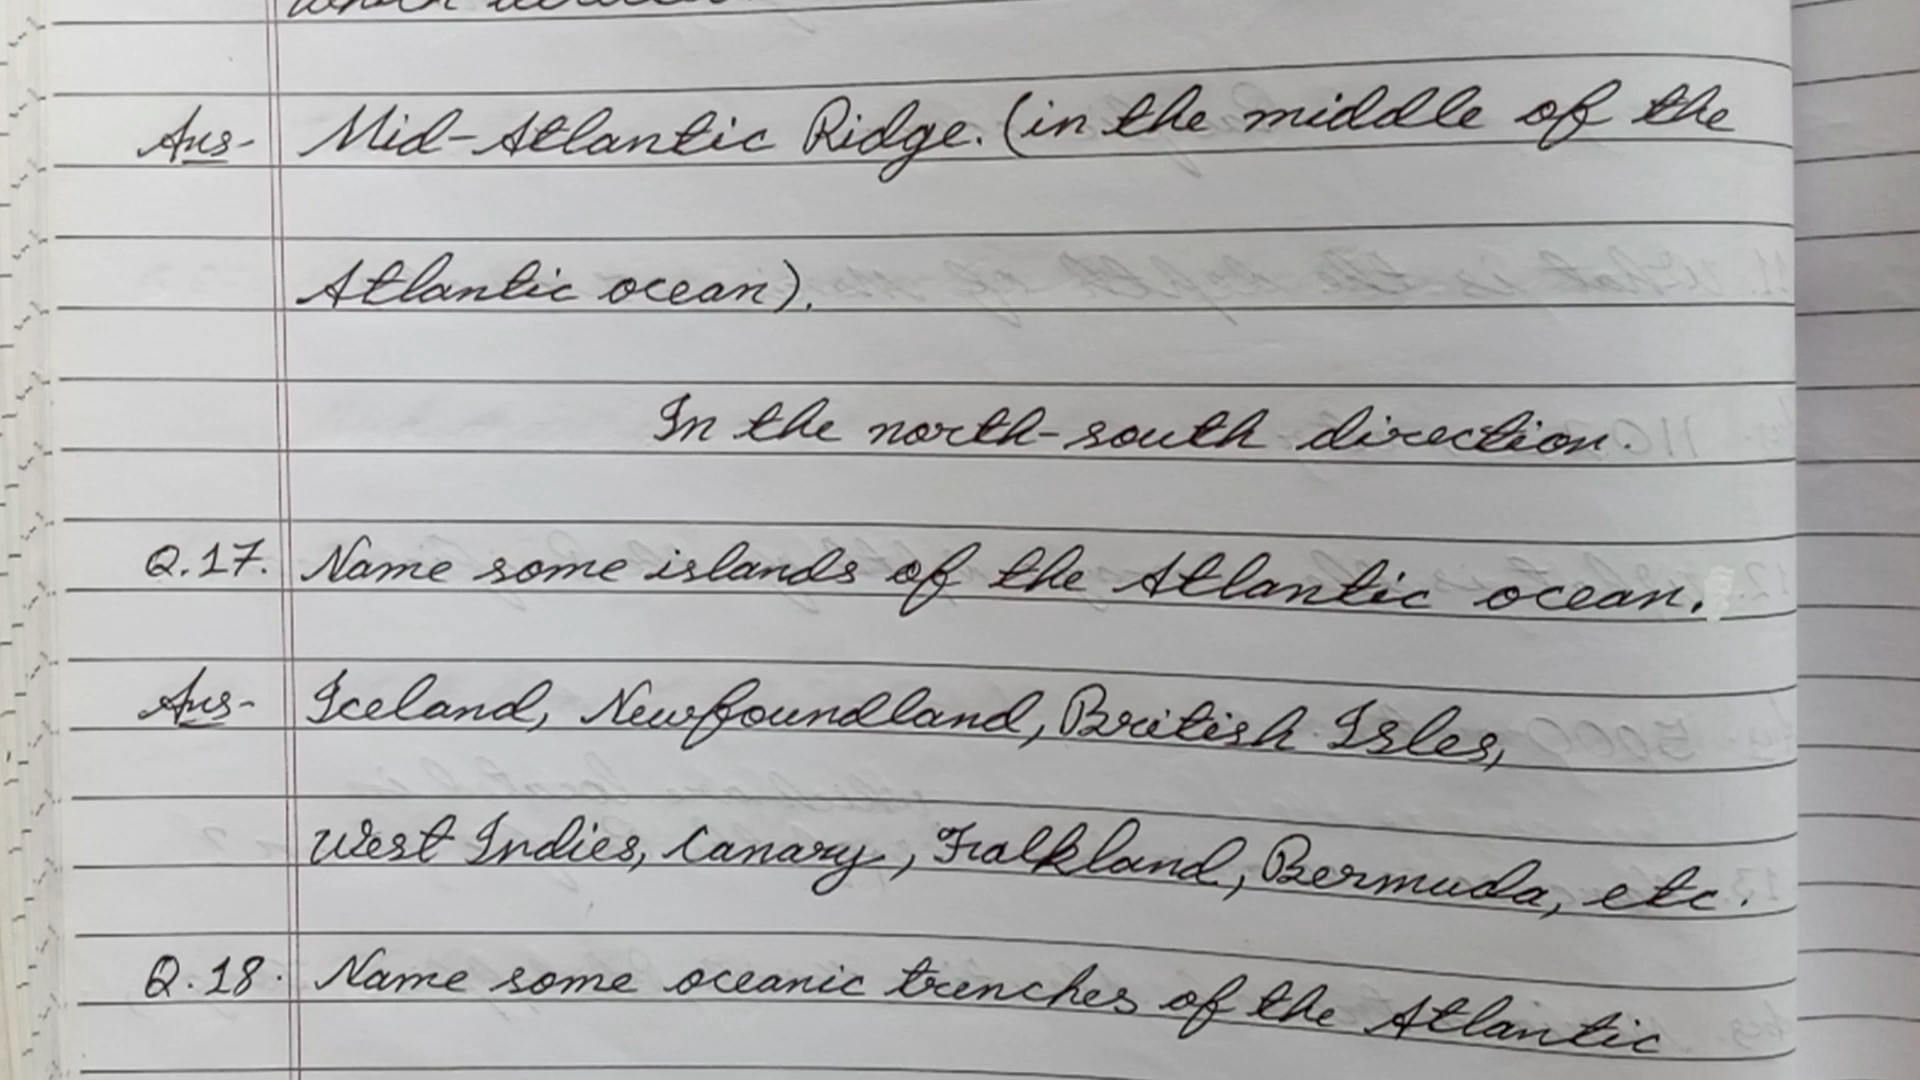 Ans- Mid-Atlantic Ridge. (in the middle of the
Atlantic ocean).
In the north-south direction.
Q.17. Name some islands of the Atlantic ocean.
Ans- Iceland, Newfoundland, British Isles,
West Indies, Canary, Falkland, Bermuda, etc.
Q.18. Name some oceanic trenches of the Atlantic